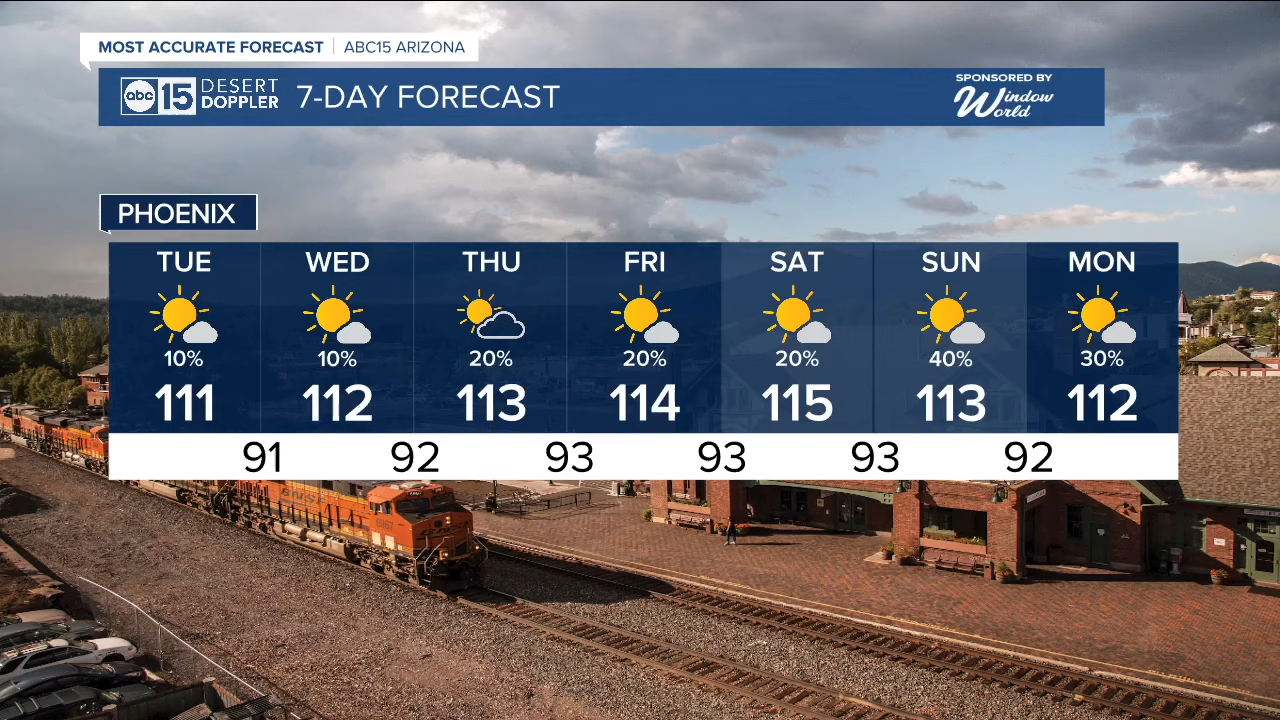 MOST ACCURATE FORECAST | ABC15 ARIZONA
abc 15 DESERT DOPPLER 7-DAY FORECAST
SPONSORED BY
Window World
PHOENIX
TUE WED THU FRI SAT SUN MON
10% 10% 20% 20% 20% 40% 30%
111 112 113 114 115 113 112
91 92 93 93 93 92
BNSF